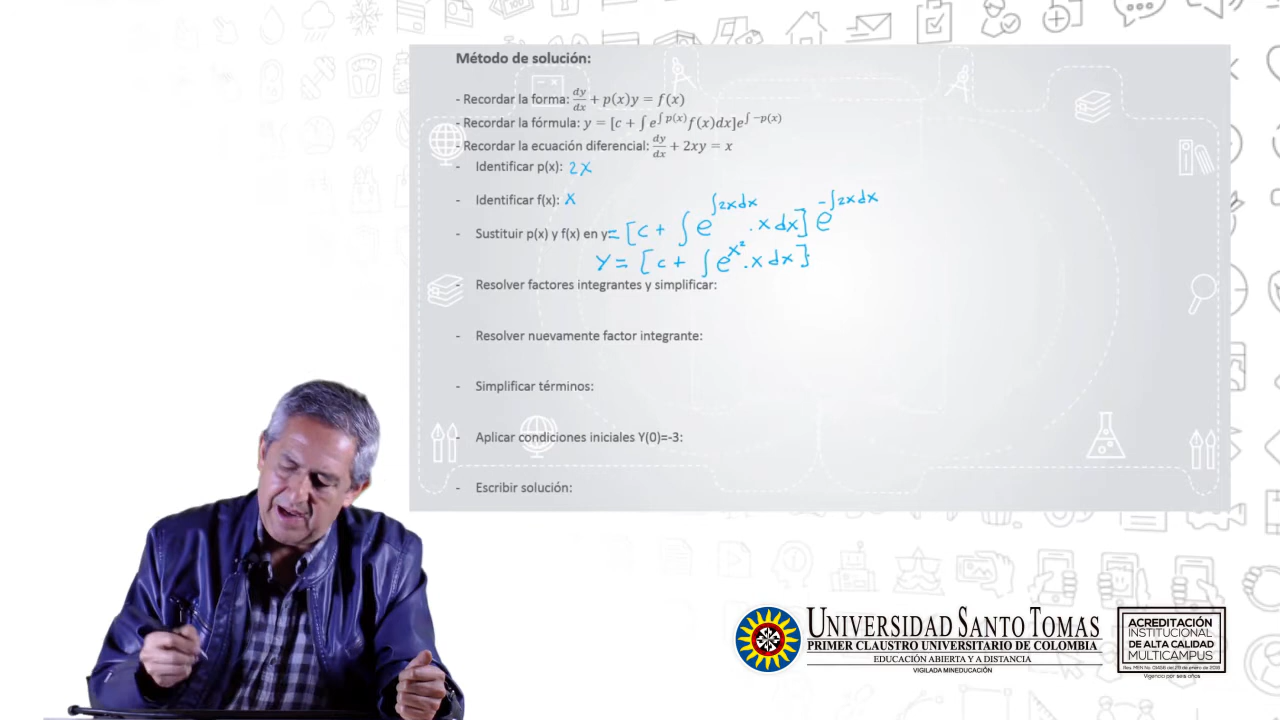 Método de solución:
- Recordar la forma: dy/dx + p(x)y = f(x)
- Recordar la fórmula: y = [c + ∫ e^∫p(x) f(x)dx]e^∫−p(x)
- Recordar la ecuación diferencial: dy/dx + 2xy = x
- Identificar p(x): 2x
- Identificar f(x): x
- Sustituir p(x) y f(x) en y= [c + ∫ e^∫2xdx . x dx] e^-∫2xdx
y = [c + ∫ e^x² . x dx]
- Resolver factores integrantes y simplificar:
- Resolver nuevamente factor integrante:
- Simplificar términos:
- Aplicar condiciones iniciales Y(0)=-3:
- Escribir solución:
UNIVERSIDAD SANTO TOMAS
PRIMER CLAUSTRO UNIVERSITARIO DE COLOMBIA
EDUCACIÓN ABIERTA Y A DISTANCIA
VIGILADA MINEDUCACIÓN
ACREDITACIÓN
INSTITUCIONAL
DE ALTA CALIDAD
MULTICAMPUS